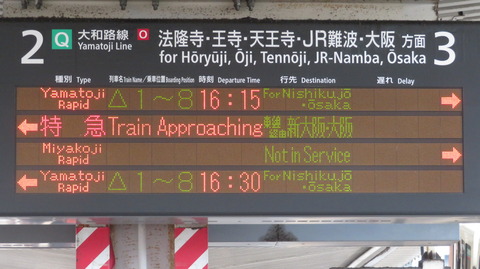 2 Q 大和路線 O 法隆寺・王寺・天王寺・JR難波・大阪 方面 3
Yamatoji Line for Hōryūji, Ōji, Tennōji, JR-Namba, Ōsaka
種別 Type 列車名 Train Name/乗車位置 Boarding Position 時刻 Departure Time 行先 Destination 遅れ Delay
Yamatoji Rapid △ 1~8 16:15 For Nishikujō・ōsaka →
← 特急 Train Approaching 東線経由 新大阪・大阪
Miyakoji Rapid Not in Service →
← Yamatoji Rapid △ 1~8 16:30 For Nishikujō・ōsaka